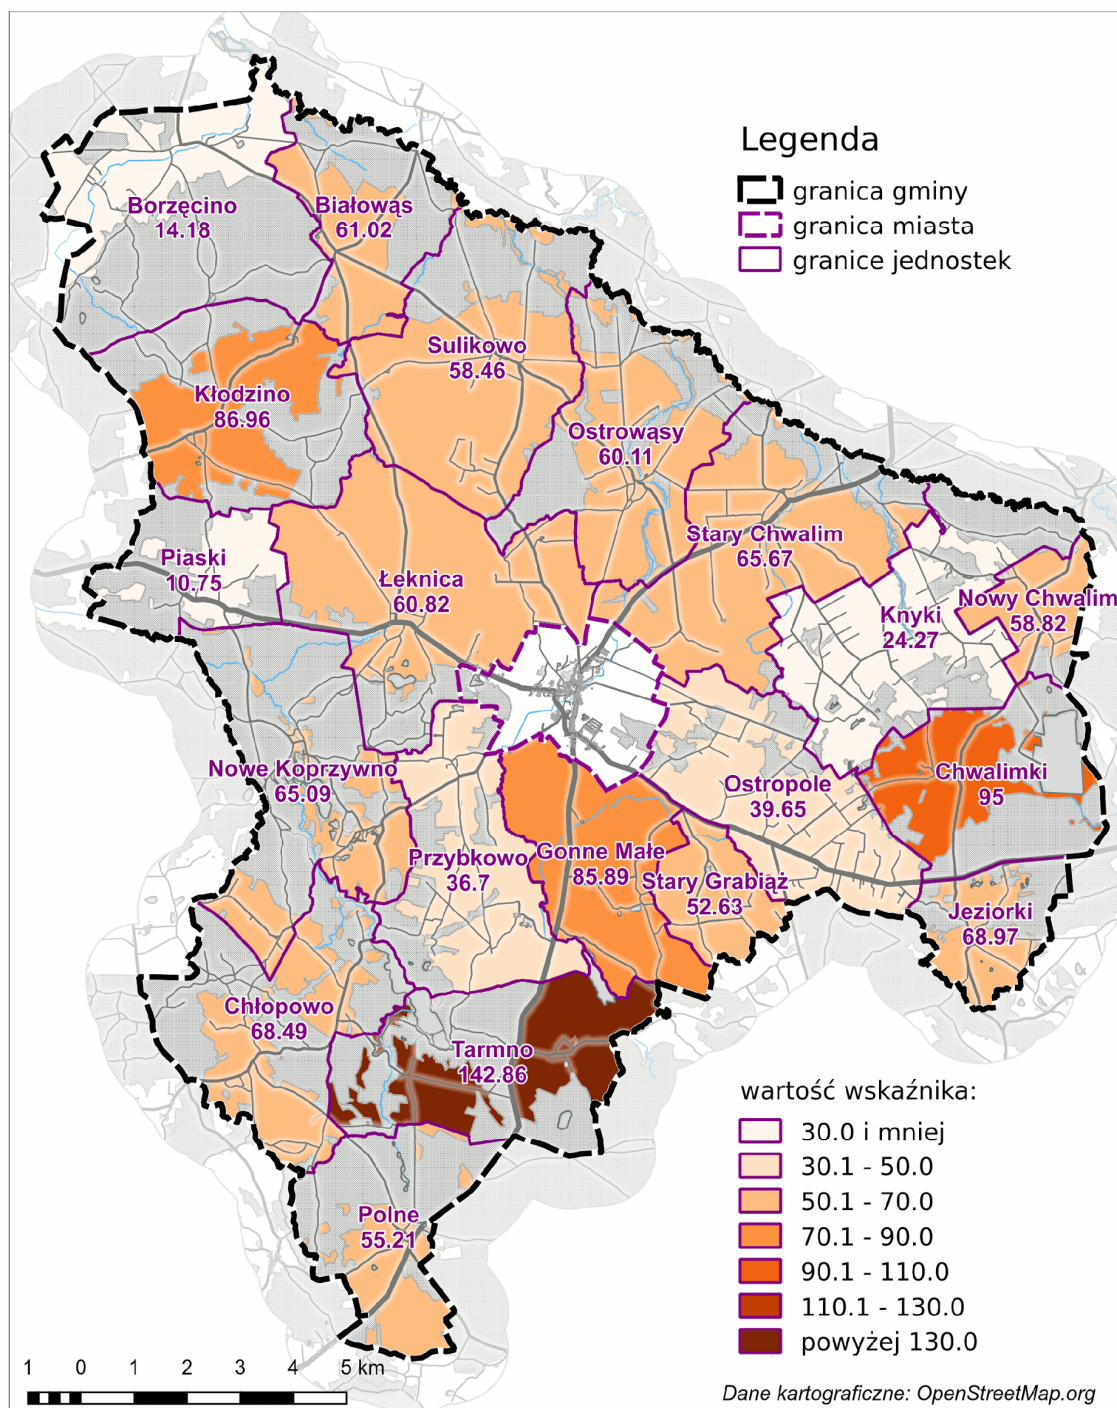 Legenda
granica gminy
granica miasta
granice jednostek
Borzęcino
14.18
Białowąs
61.02
Sulikowo
58.46
Kłodzino
86.96
Ostrowąsy
60.11
Stary Chwalim
65.67
Piaski
10.75
Łeknica
60.82
Knyki
24.27
Nowy Chwalim
58.82
Nowe Koprzywno
65.09
Ostropole
39.65
Chwalimki
95
Przybkowo
36.7
Gonne Małe
85.89
Stary Grabiąż
52.63
Jeziorki
68.97
Chłopowo
68.49
Tarmno
142.86
Polne
55.21
wartość wskaźnika:
30.0 i mniej
30.1 - 50.0
50.1 - 70.0
70.1 - 90.0
90.1 - 110.0
110.1 - 130.0
powyżej 130.0
1 0 1 2 3 4 5 km
Dane kartograficzne: OpenStreetMap.org